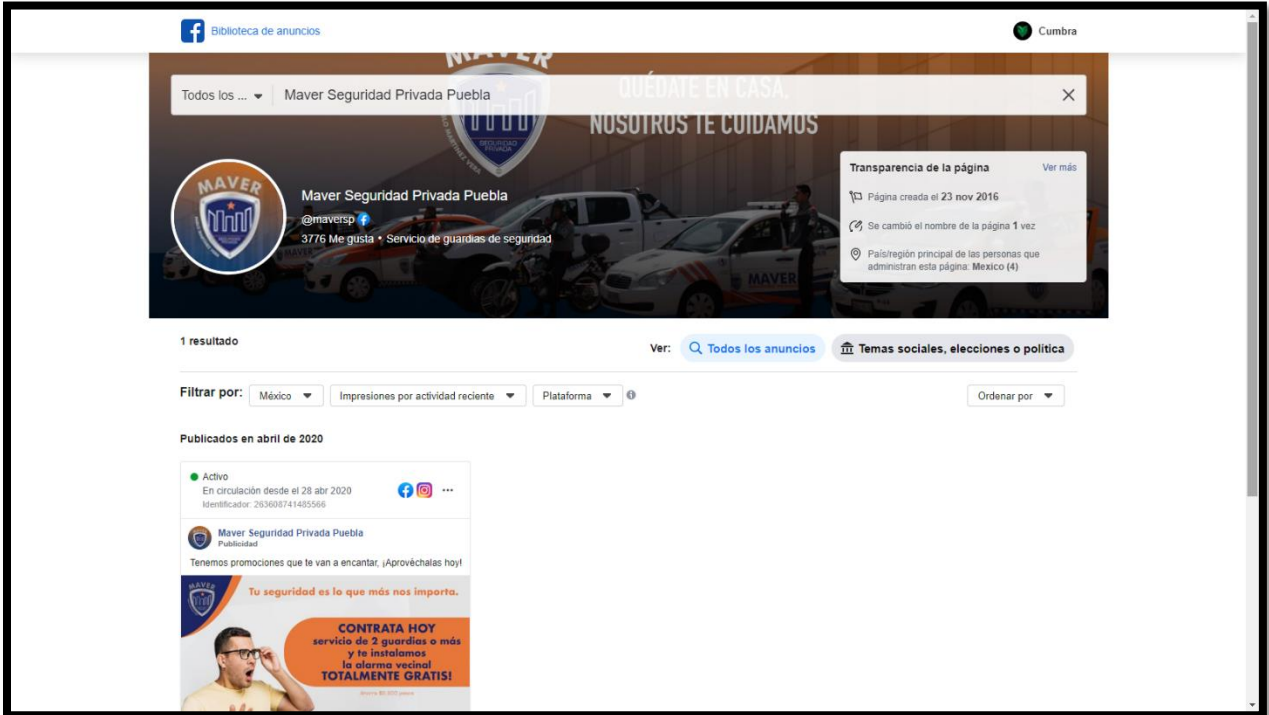 Biblioteca de anuncios
Cumbra
MAVER
Todos los ...
Maver Seguridad Privada Puebla
QUÉDATE EN CASA,
NOSOTROS TE CUIDAMOS
SEGURIDAD
PRIVADA
MAVER
Maver Seguridad Privada Puebla
@maversp
3776 Me gusta • Servicio de guardias de seguridad
MAVER
MAVER
Transparencia de la página
Ver más
Página creada el 23 nov 2016
Se cambió el nombre de la página 1 vez
País/región principal de las personas que
administran esta página: Mexico (4)
1 resultado
Ver:
Todos los anuncios
Temas sociales, elecciones o política
Filtrar por:
México
Impresiones por actividad reciente
Plataforma
Ordenar por
Publicados en abril de 2020
Activo
En circulación desde el 28 abr 2020
Identificador: 263608741485566
Maver Seguridad Privada Puebla
Publicidad
Tenemos promociones que te van a encantar, ¡Aprovéchalas hoy!
MAVER
Tu seguridad es lo que más nos importa.
CONTRATA HOY
servicio de 2 guardias o más
y te instalamos
la alarma vecinal
TOTALMENTE GRATIS!